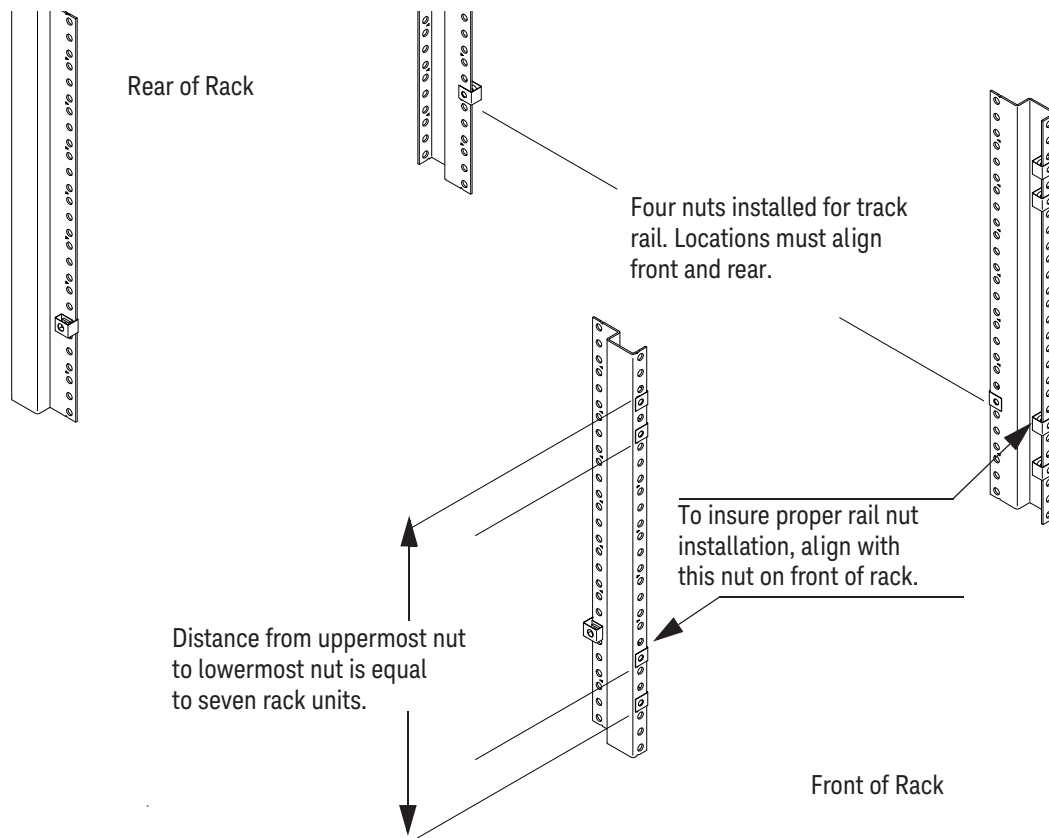 Rear of Rack
Four nuts installed for track
rail. Locations must align
front and rear.
To insure proper rail nut
installation, align with
this nut on front of rack.
Distance from uppermost nut
to lowermost nut is equal
to seven rack units.
Front of Rack